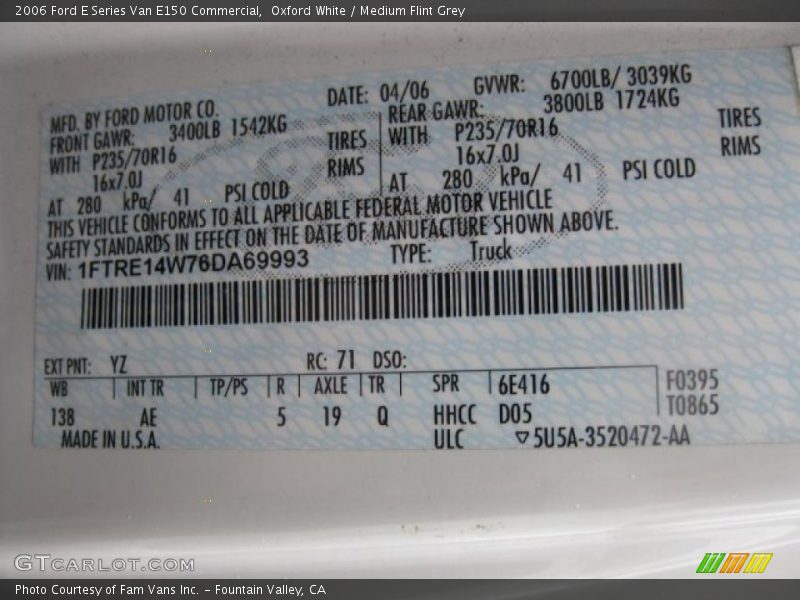 2006 Ford E Series Van E150 Commercial,  Oxford White / Medium Flint Grey
MFD. BY FORD MOTOR CO.
DATE: 04/06
GVWR: 6700LB/ 3039KG
FRONT GAWR: 3400LB 1542KG
REAR GAWR: 3800LB 1724KG
WITH P235/70R16 TIRES
WITH P235/70R16 TIRES
16x7.0J RIMS
16x7.0J RIMS
AT 280 kPa/ 41 PSI COLD
AT 280 kPa/ 41 PSI COLD
THIS VEHICLE CONFORMS TO ALL APPLICABLE FEDERAL MOTOR VEHICLE
SAFETY STANDARDS IN EFFECT ON THE DATE OF MANUFACTURE SHOWN ABOVE.
VIN: 1FTRE14W76DA69993 TYPE: Truck
EXT PNT: YZ RC: 71 DSO:
WB INT TR TP/PS R AXLE TR SPR 6E416 F0395
138 AE 5 19 Q HHCC D05 T0865
MADE IN U.S.A. ULC ▽5U5A-3520472-AA
GTCARLOT.COM
Photo Courtesy of Fam Vans Inc. – Fountain Valley, CA